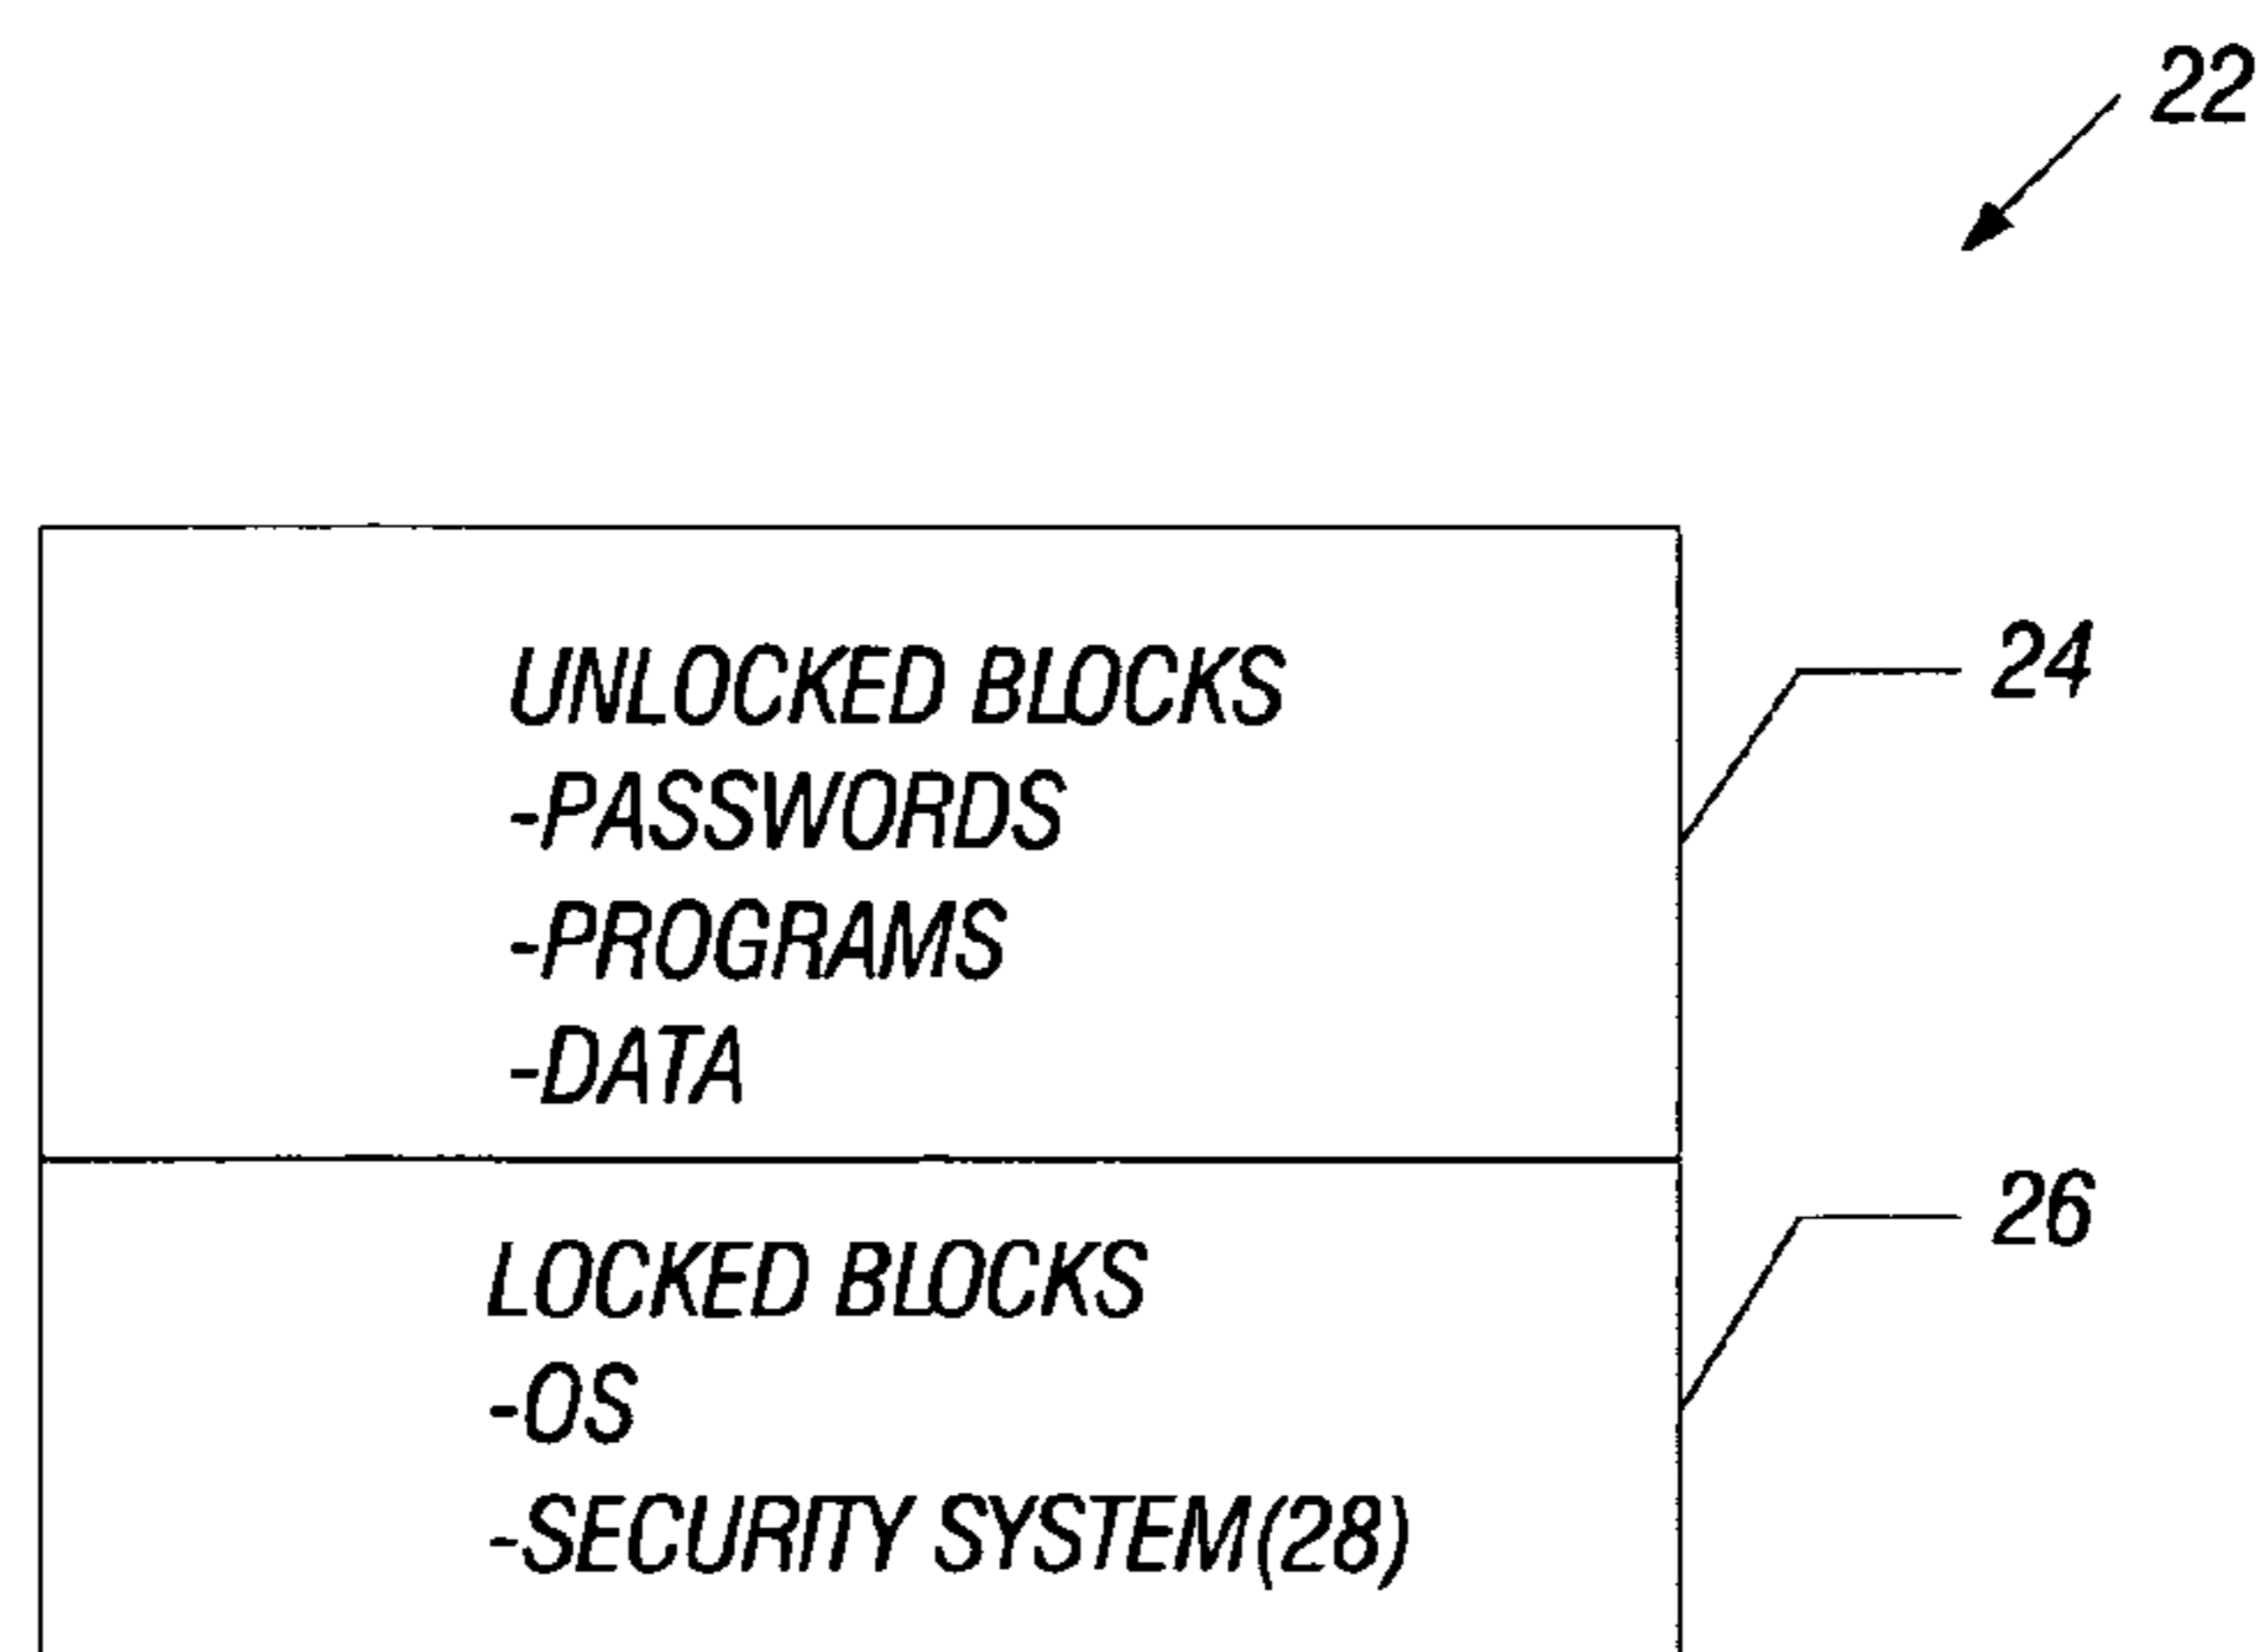 22
UNLOCKED BLOCKS
24
-PASSWORDS
-PROGRAMS
-DATA
LOCKED BLOCKS
26
-OS
-SECURITY SYSTEM(28)